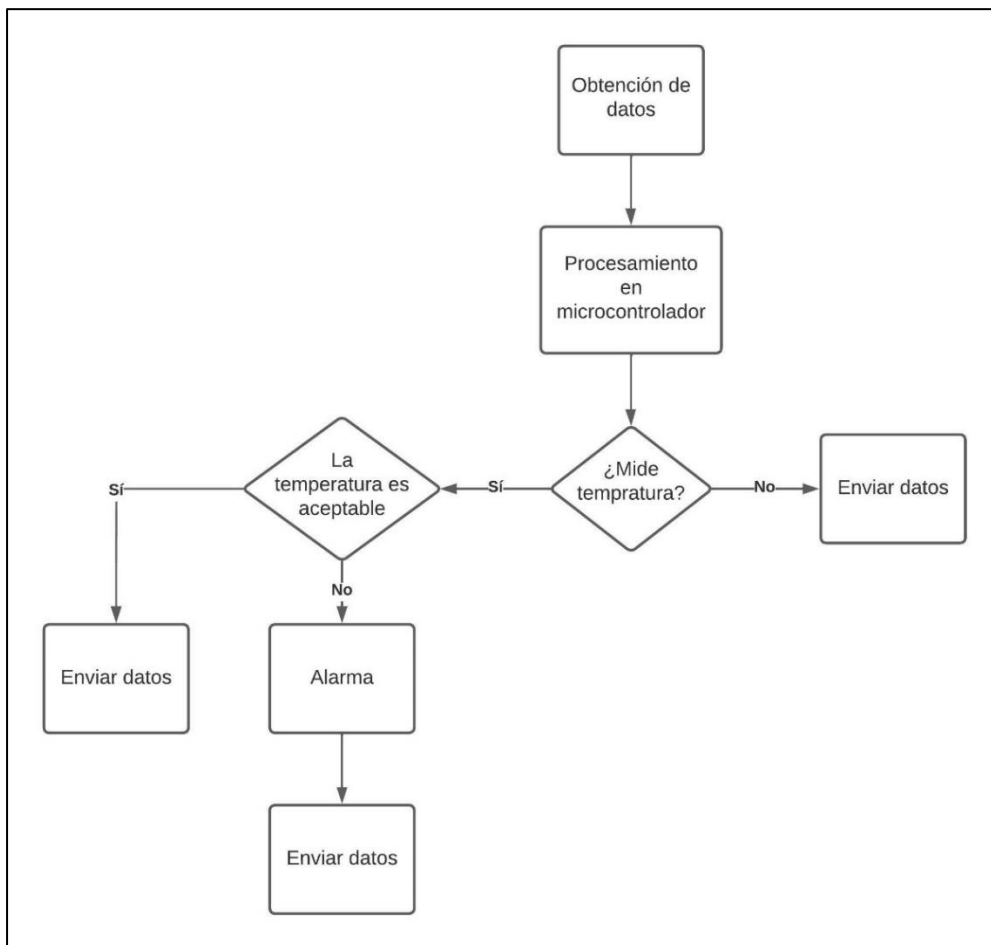 Obtención de
datos
Procesamiento
en
microcontrolador
¿Mide
tempratura?
No
Enviar datos
Sí
La
temperatura es
aceptable
Sí
Enviar datos
No
Alarma
Enviar datos